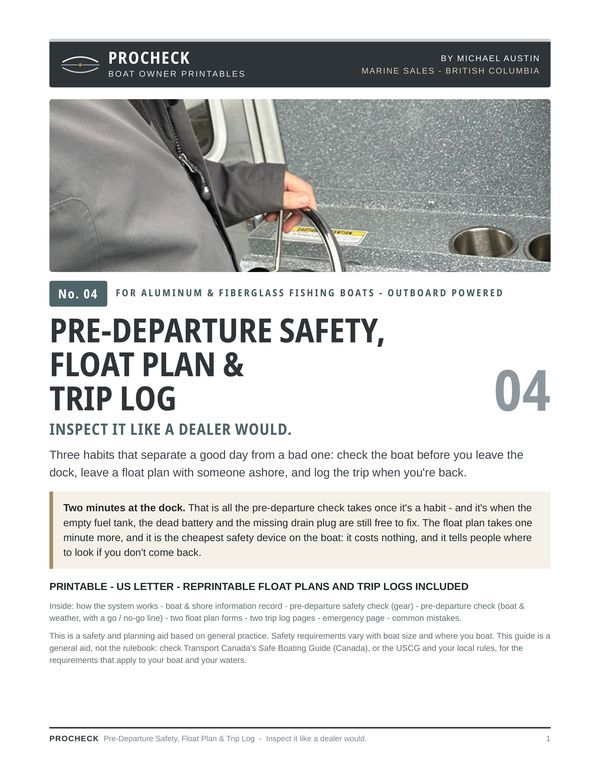 PROCHECK
BOAT OWNER PRINTABLES
BY MICHAEL AUSTIN
MARINE SALES - BRITISH COLUMBIA
No. 04
FOR ALUMINUM & FIBERGLASS FISHING BOATS - OUTBOARD POWERED
PRE-DEPARTURE SAFETY,
FLOAT PLAN &
TRIP LOG
04
INSPECT IT LIKE A DEALER WOULD.
Three habits that separate a good day from a bad one: check the boat before you leave the
dock, leave a float plan with someone ashore, and log the trip when you're back.
Two minutes at the dock. That is all the pre-departure check takes once it's a habit - and it's when the
empty fuel tank, the dead battery and the missing drain plug are still free to fix. The float plan takes one
minute more, and it is the cheapest safety device on the boat: it costs nothing, and it tells people where
to look if you don't come back.
PRINTABLE - US LETTER - REPRINTABLE FLOAT PLANS AND TRIP LOGS INCLUDED
Inside: how the system works - boat & shore information record - pre-departure safety check (gear) - pre-departure check (boat &
weather, with a go / no-go line) - two float plan forms - two trip log pages - emergency page - common mistakes.
This is a safety and planning aid based on general practice. Safety requirements vary with boat size and where you boat. This guide is a
general aid, not the rulebook: check Transport Canada's Safe Boating Guide (Canada), or the USCG and your local rules, for the
requirements that apply to your boat and your waters.
PROCHECK Pre-Departure Safety, Float Plan & Trip Log - Inspect it like a dealer would.
1